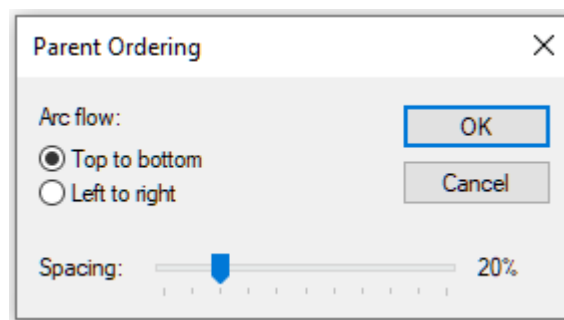 Parent Ordering
Arc flow:
OK
Top to bottom
Left to right
Cancel
Spacing:
20%